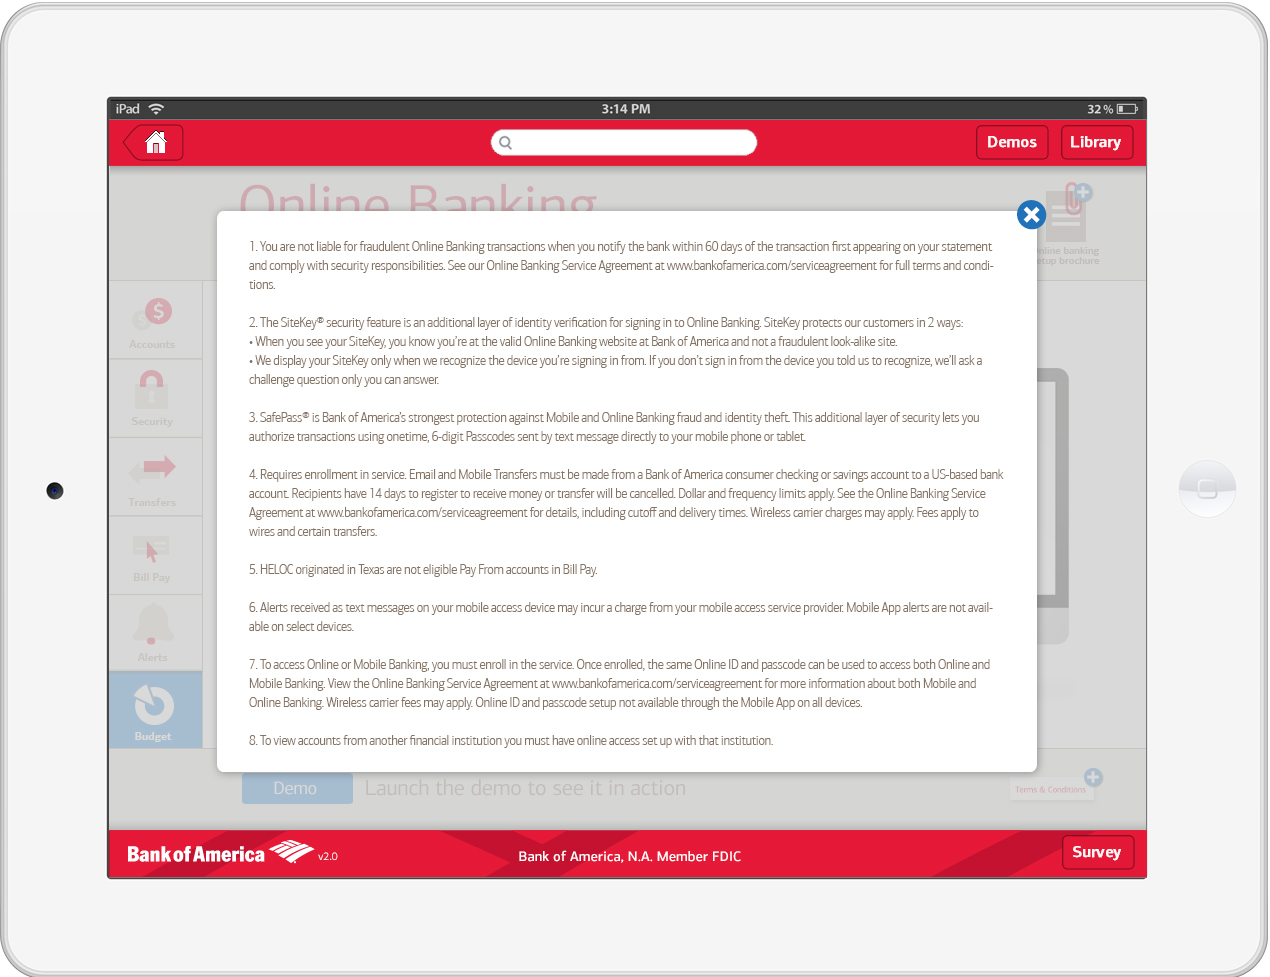 iPad
3:14 PM
32 %
Demos
Library
Online Banking
online banking
setup brochure
1. You are not liable for fraudulent Online Banking transactions when you notify the bank within 60 days of the transaction first appearing on your statement
and comply with security responsibilities. See our Online Banking Service Agreement at www.bankofamerica.com/serviceagreement for full terms and condi-
tions.
2. The SiteKey® security feature is an additional layer of identity verification for signing in to Online Banking. SiteKey protects our customers in 2 ways:
• When you see your SiteKey, you know you’re at the valid Online Banking website at Bank of America and not a fraudulent look-alike site.
• We display your SiteKey only when we recognize the device you’re signing in from. If you don’t sign in from the device you told us to recognize, we’ll ask a
challenge question only you can answer.
3. SafePass® is Bank of America’s strongest protection against Mobile and Online Banking fraud and identity theft. This additional layer of security lets you
authorize transactions using onetime, 6-digit Passcodes sent by text message directly to your mobile phone or tablet.
4. Requires enrollment in service. Email and Mobile Transfers must be made from a Bank of America consumer checking or savings account to a US-based bank
account. Recipients have 14 days to register to receive money or transfer will be cancelled. Dollar and frequency limits apply. See the Online Banking Service
Agreement at www.bankofamerica.com/serviceagreement for details, including cutoff and delivery times. Wireless carrier charges may apply. Fees apply to
wires and certain transfers.
5. HELOC originated in Texas are not eligible Pay From accounts in Bill Pay.
6. Alerts received as text messages on your mobile access device may incur a charge from your mobile access service provider. Mobile App alerts are not avail-
able on select devices.
7. To access Online or Mobile Banking, you must enroll in the service. Once enrolled, the same Online ID and passcode can be used to access both Online and
Mobile Banking. View the Online Banking Service Agreement at www.bankofamerica.com/serviceagreement for more information about both Mobile and
Online Banking. Wireless carrier fees may apply. Online ID and passcode setup not available through the Mobile App on all devices.
8. To view accounts from another financial institution you must have online access set up with that institution.
$
$
Accounts
Security
Transfers
Bill Pay
Alerts
Budget
Demo
Launch the demo to see it in action
Terms & Conditions
Bank of America
v2.0
Bank of America, N.A. Member FDIC
Survey